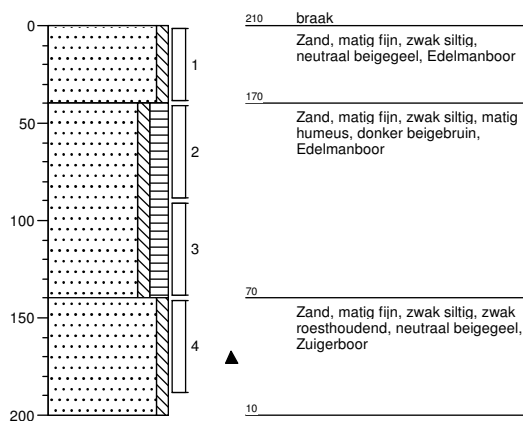 0
210 braak
Zand, matig fijn, zwak siltig,
neutraal beigegeel, Edelmanboor
1
170
Zand, matig fijn, zwak siltig, matig
humeus, donker beigebruin,
Edelmanboor
50
2
100
3
70
Zand, matig fijn, zwak siltig, zwak
roesthoudend, neutraal beigegeel,
Zuigerboor
150
4
200
10